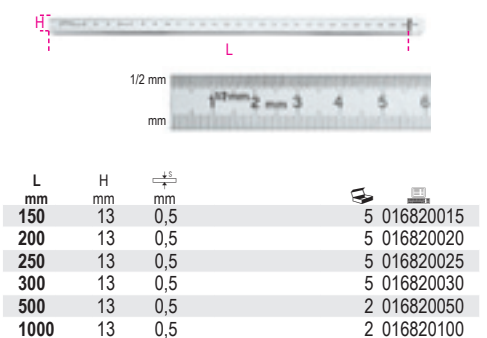 H
L
1/2 mm
1 1/2 mm 2 mm 3 4 5 6
mm
L H s
mm mm mm
150 13 0,5 5 016820015
200 13 0,5 5 016820020
250 13 0,5 5 016820025
300 13 0,5 5 016820030
500 13 0,5 2 016820050
1000 13 0,5 2 016820100